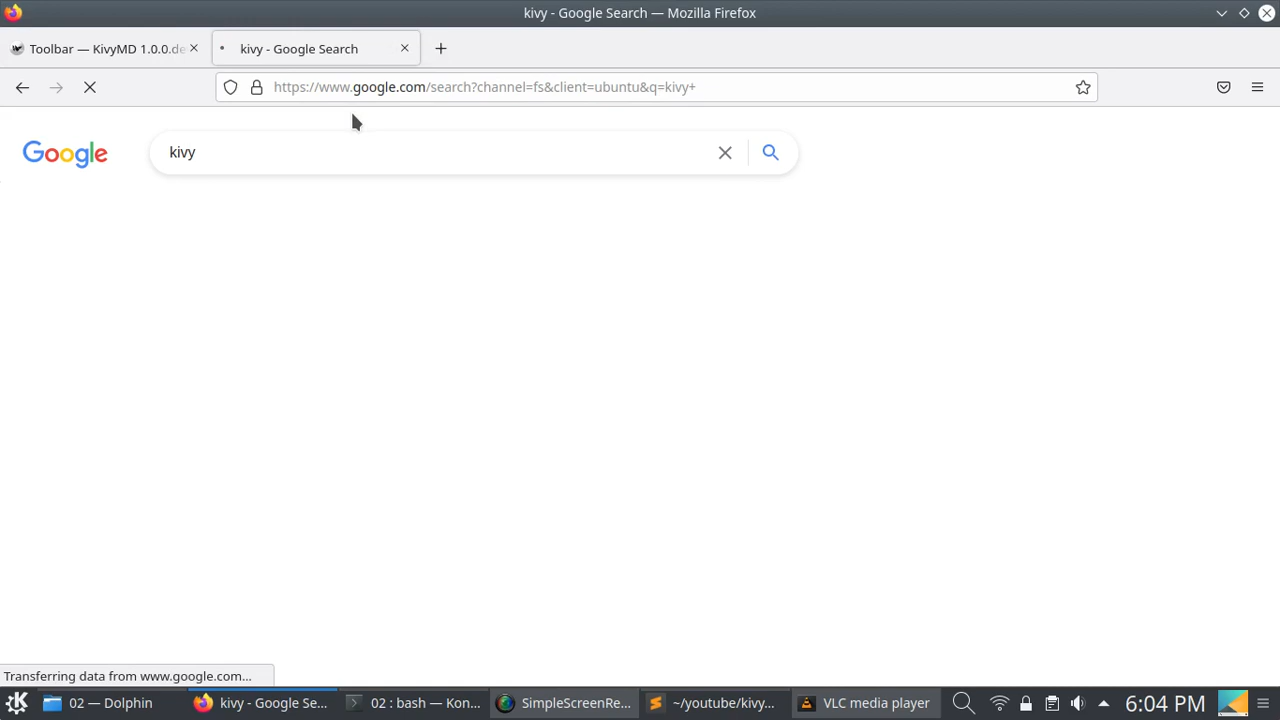 kivy - Google Search — Mozilla Firefox
Toolbar — KivyMD 1.0.0.de
kivy - Google Search
https://www.google.com/search?channel=fs&client=ubuntu&q=kivy+
Google
kivy
Transferring data from www.google.com...
02 — Dolphin
kivy - Google Se...
02 : bash — Kon...
SimpleScreenRe...
~/youtube/kivy...
VLC media player
6:04 PM